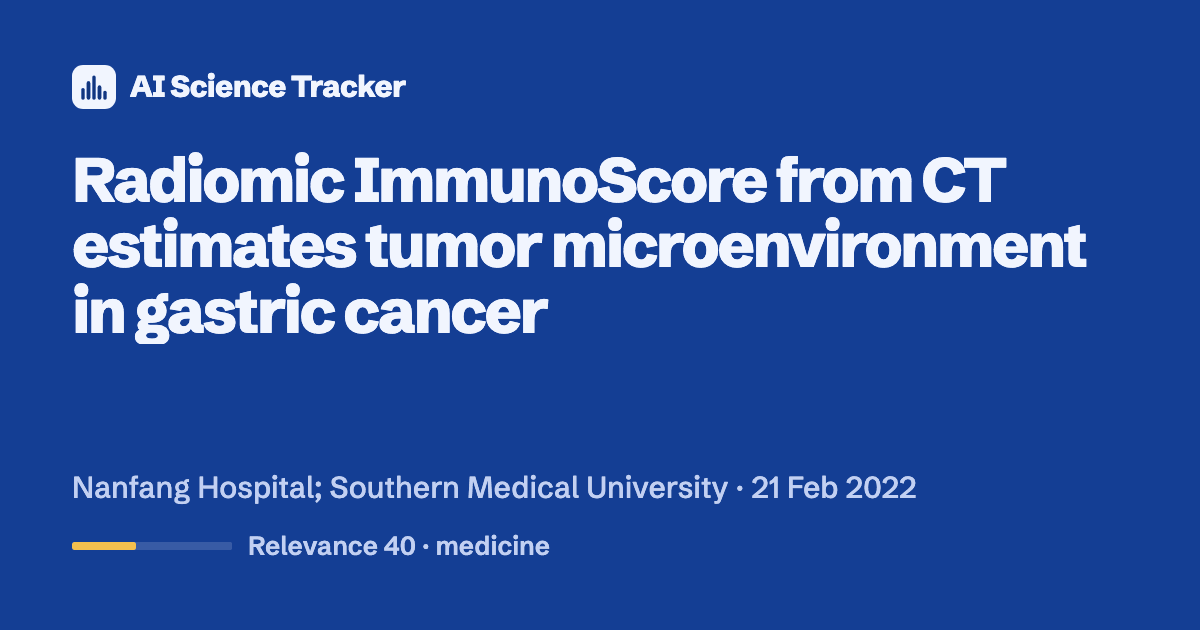 AI Science Tracker
Radiomic ImmunoScore from CT
estimates tumor microenvironment
in gastric cancer
Nanfang Hospital; Southern Medical University · 21 Feb 2022
Relevance 40 · medicine